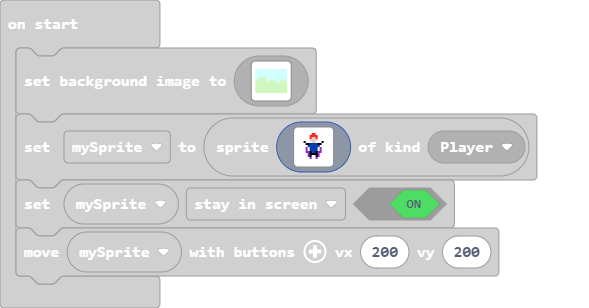 on start
set background image to
set mySprite to sprite of kind Player
set mySprite stay in screen ON
move mySprite with buttons + vx 200 vy 200